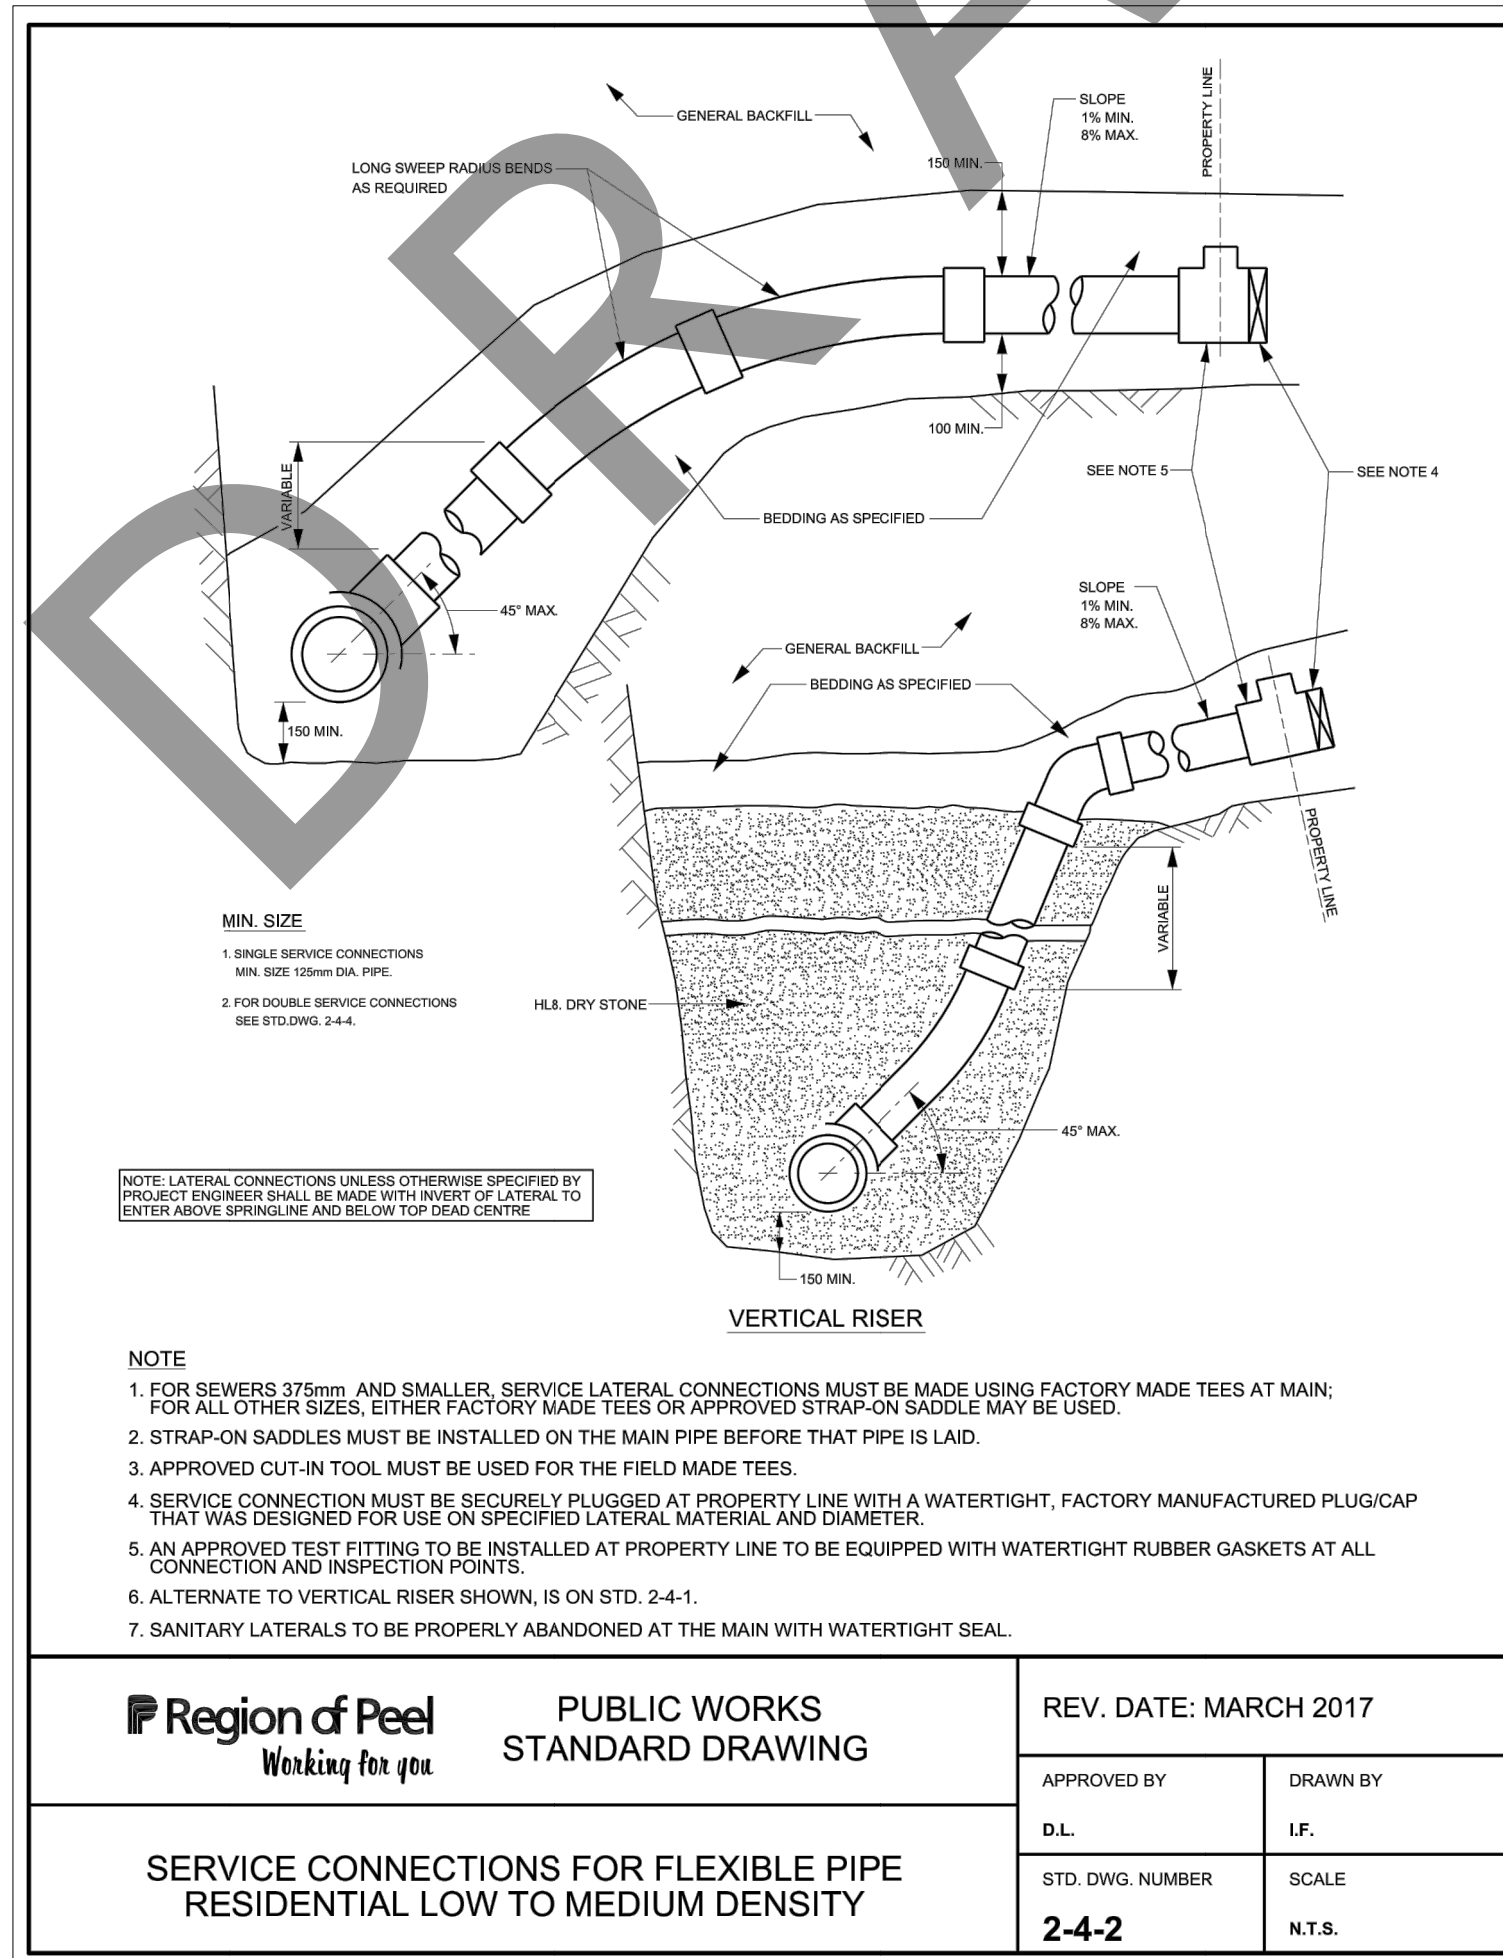 GENERAL BACKFILL
SLOPE
1% MIN.
8% MAX.
PROPERTY LINE
LONG SWEEP RADIUS BENDS
AS REQUIRED
150 MIN.
VARIABLE
100 MIN.
SEE NOTE 5
SEE NOTE 4
BEDDING AS SPECIFIED
45° MAX.
150 MIN.
SLOPE
1% MIN.
8% MAX.
GENERAL BACKFILL
BEDDING AS SPECIFIED
PROPERTY LINE
VARIABLE
MIN. SIZE
1. SINGLE SERVICE CONNECTIONS
MIN. SIZE 125mm DIA. PIPE.
2. FOR DOUBLE SERVICE CONNECTIONS
SEE STD.DWG. 2-4-4.
HL8. DRY STONE
45° MAX.
NOTE: LATERAL CONNECTIONS UNLESS OTHERWISE SPECIFIED BY
PROJECT ENGINEER SHALL BE MADE WITH INVERT OF LATERAL TO
ENTER ABOVE SPRINGLINE AND BELOW TOP DEAD CENTRE
150 MIN.
VERTICAL RISER
NOTE
1. FOR SEWERS 375mm AND SMALLER, SERVICE LATERAL CONNECTIONS MUST BE MADE USING FACTORY MADE TEES AT MAIN;
FOR ALL OTHER SIZES, EITHER FACTORY MADE TEES OR APPROVED STRAP-ON SADDLE MAY BE USED.
2. STRAP-ON SADDLES MUST BE INSTALLED ON THE MAIN PIPE BEFORE THAT PIPE IS LAID.
3. APPROVED CUT-IN TOOL MUST BE USED FOR THE FIELD MADE TEES.
4. SERVICE CONNECTION MUST BE SECURELY PLUGGED AT PROPERTY LINE WITH A WATERTIGHT, FACTORY MANUFACTURED PLUG/CAP
THAT WAS DESIGNED FOR USE ON SPECIFIED LATERAL MATERIAL AND DIAMETER.
5. AN APPROVED TEST FITTING TO BE INSTALLED AT PROPERTY LINE TO BE EQUIPPED WITH WATERTIGHT RUBBER GASKETS AT ALL
CONNECTION AND INSPECTION POINTS.
6. ALTERNATE TO VERTICAL RISER SHOWN, IS ON STD. 2-4-1.
7. SANITARY LATERALS TO BE PROPERLY ABANDONED AT THE MAIN WITH WATERTIGHT SEAL.
Region of Peel
Working for you
PUBLIC WORKS
STANDARD DRAWING
REV. DATE: MARCH 2017
APPROVED BY
D.L.
DRAWN BY
I.F.
SERVICE CONNECTIONS FOR FLEXIBLE PIPE
RESIDENTIAL LOW TO MEDIUM DENSITY
STD. DWG. NUMBER
2-4-2
SCALE
N.T.S.
DRA